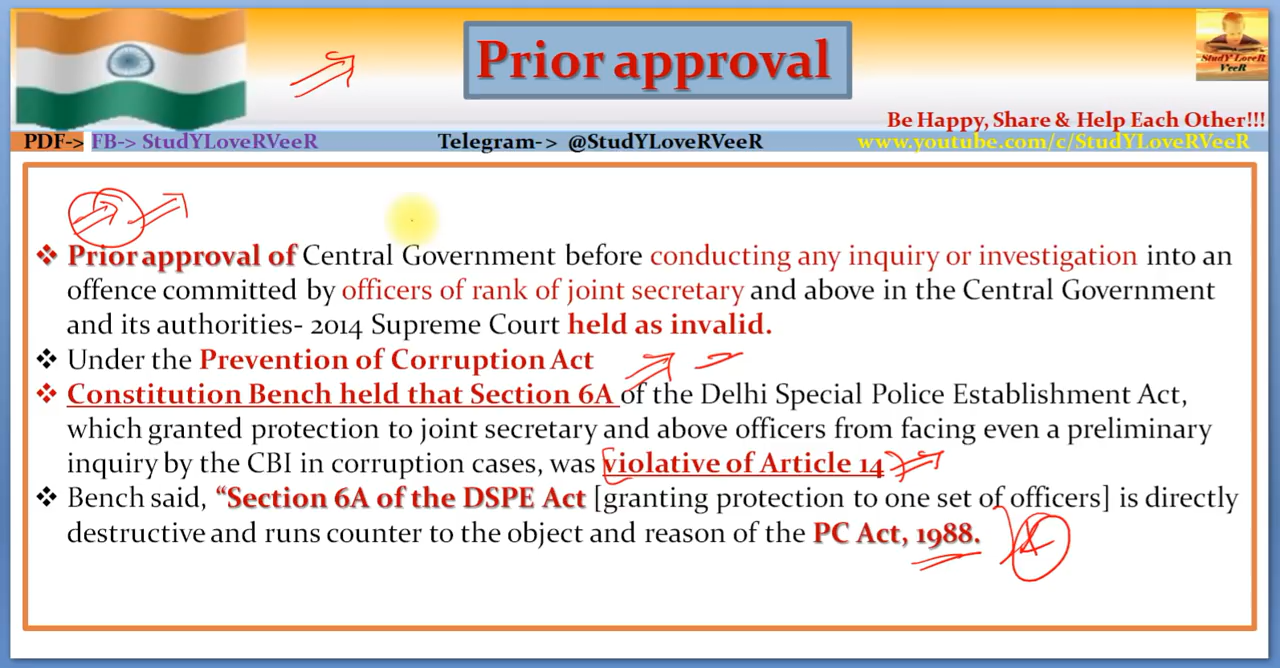 Prior approval
StudY LoveR
VeeR
Be Happy, Share & Help Each Other!!!
PDF-> FB-> StudYLoveRVeeR Telegram-> @StudYLoveRVeeR www.youtube.com/c/StudYLoveRVeeR
❖ Prior approval of Central Government before conducting any inquiry or investigation into an
offence committed by officers of rank of joint secretary and above in the Central Government
and its authorities- 2014 Supreme Court held as invalid.
❖ Under the Prevention of Corruption Act
❖ Constitution Bench held that Section 6A of the Delhi Special Police Establishment Act,
which granted protection to joint secretary and above officers from facing even a preliminary
inquiry by the CBI in corruption cases, was violative of Article 14
❖ Bench said, “Section 6A of the DSPE Act [granting protection to one set of officers] is directly
destructive and runs counter to the object and reason of the PC Act, 1988.